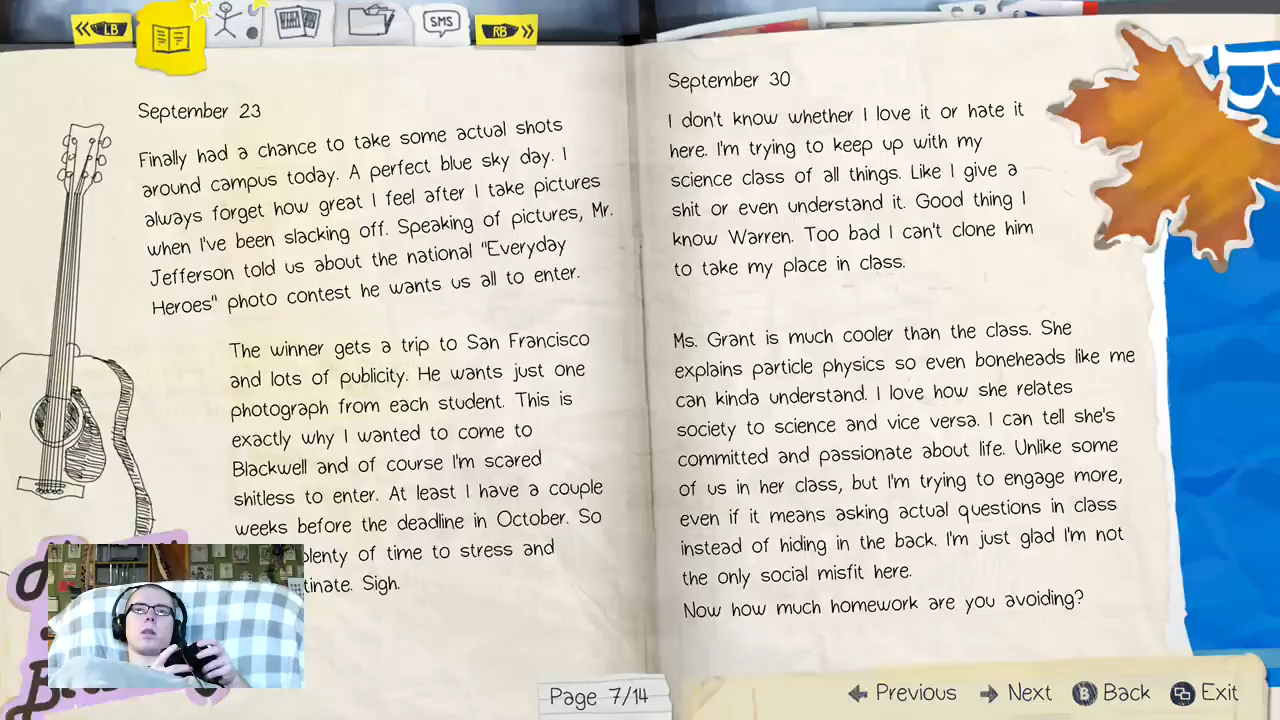 LB
SMS
RB
September 23
Finally had a chance to take some actual shots
around campus today. A perfect blue sky day. I
always forget how great I feel after I take pictures
when I've been slacking off. Speaking of pictures, Mr.
Jefferson told us about the national "Everyday
Heroes" photo contest he wants us all to enter.
The winner gets a trip to San Francisco
and lots of publicity. He wants just one
photograph from each student. This is
exactly why I wanted to come to
Blackwell and of course I'm scared
shitless to enter. At least I have a couple
weeks before the deadline in October. So
plenty of time to stress and
tinate. Sigh.
September 30
I don't know whether I love it or hate it
here. I'm trying to keep up with my
science class of all things. Like I give a
shit or even understand it. Good thing I
know Warren. Too bad I can't clone him
to take my place in class.
Ms. Grant is much cooler than the class. She
explains particle physics so even boneheads like me
can kinda understand. I love how she relates
society to science and vice versa. I can tell she's
committed and passionate about life. Unlike some
of us in her class, but I'm trying to engage more,
even if it means asking actual questions in class
instead of hiding in the back. I'm just glad I'm not
the only social misfit here.
Now how much homework are you avoiding?
Page 7/14
Previous
Next
B Back
Exit